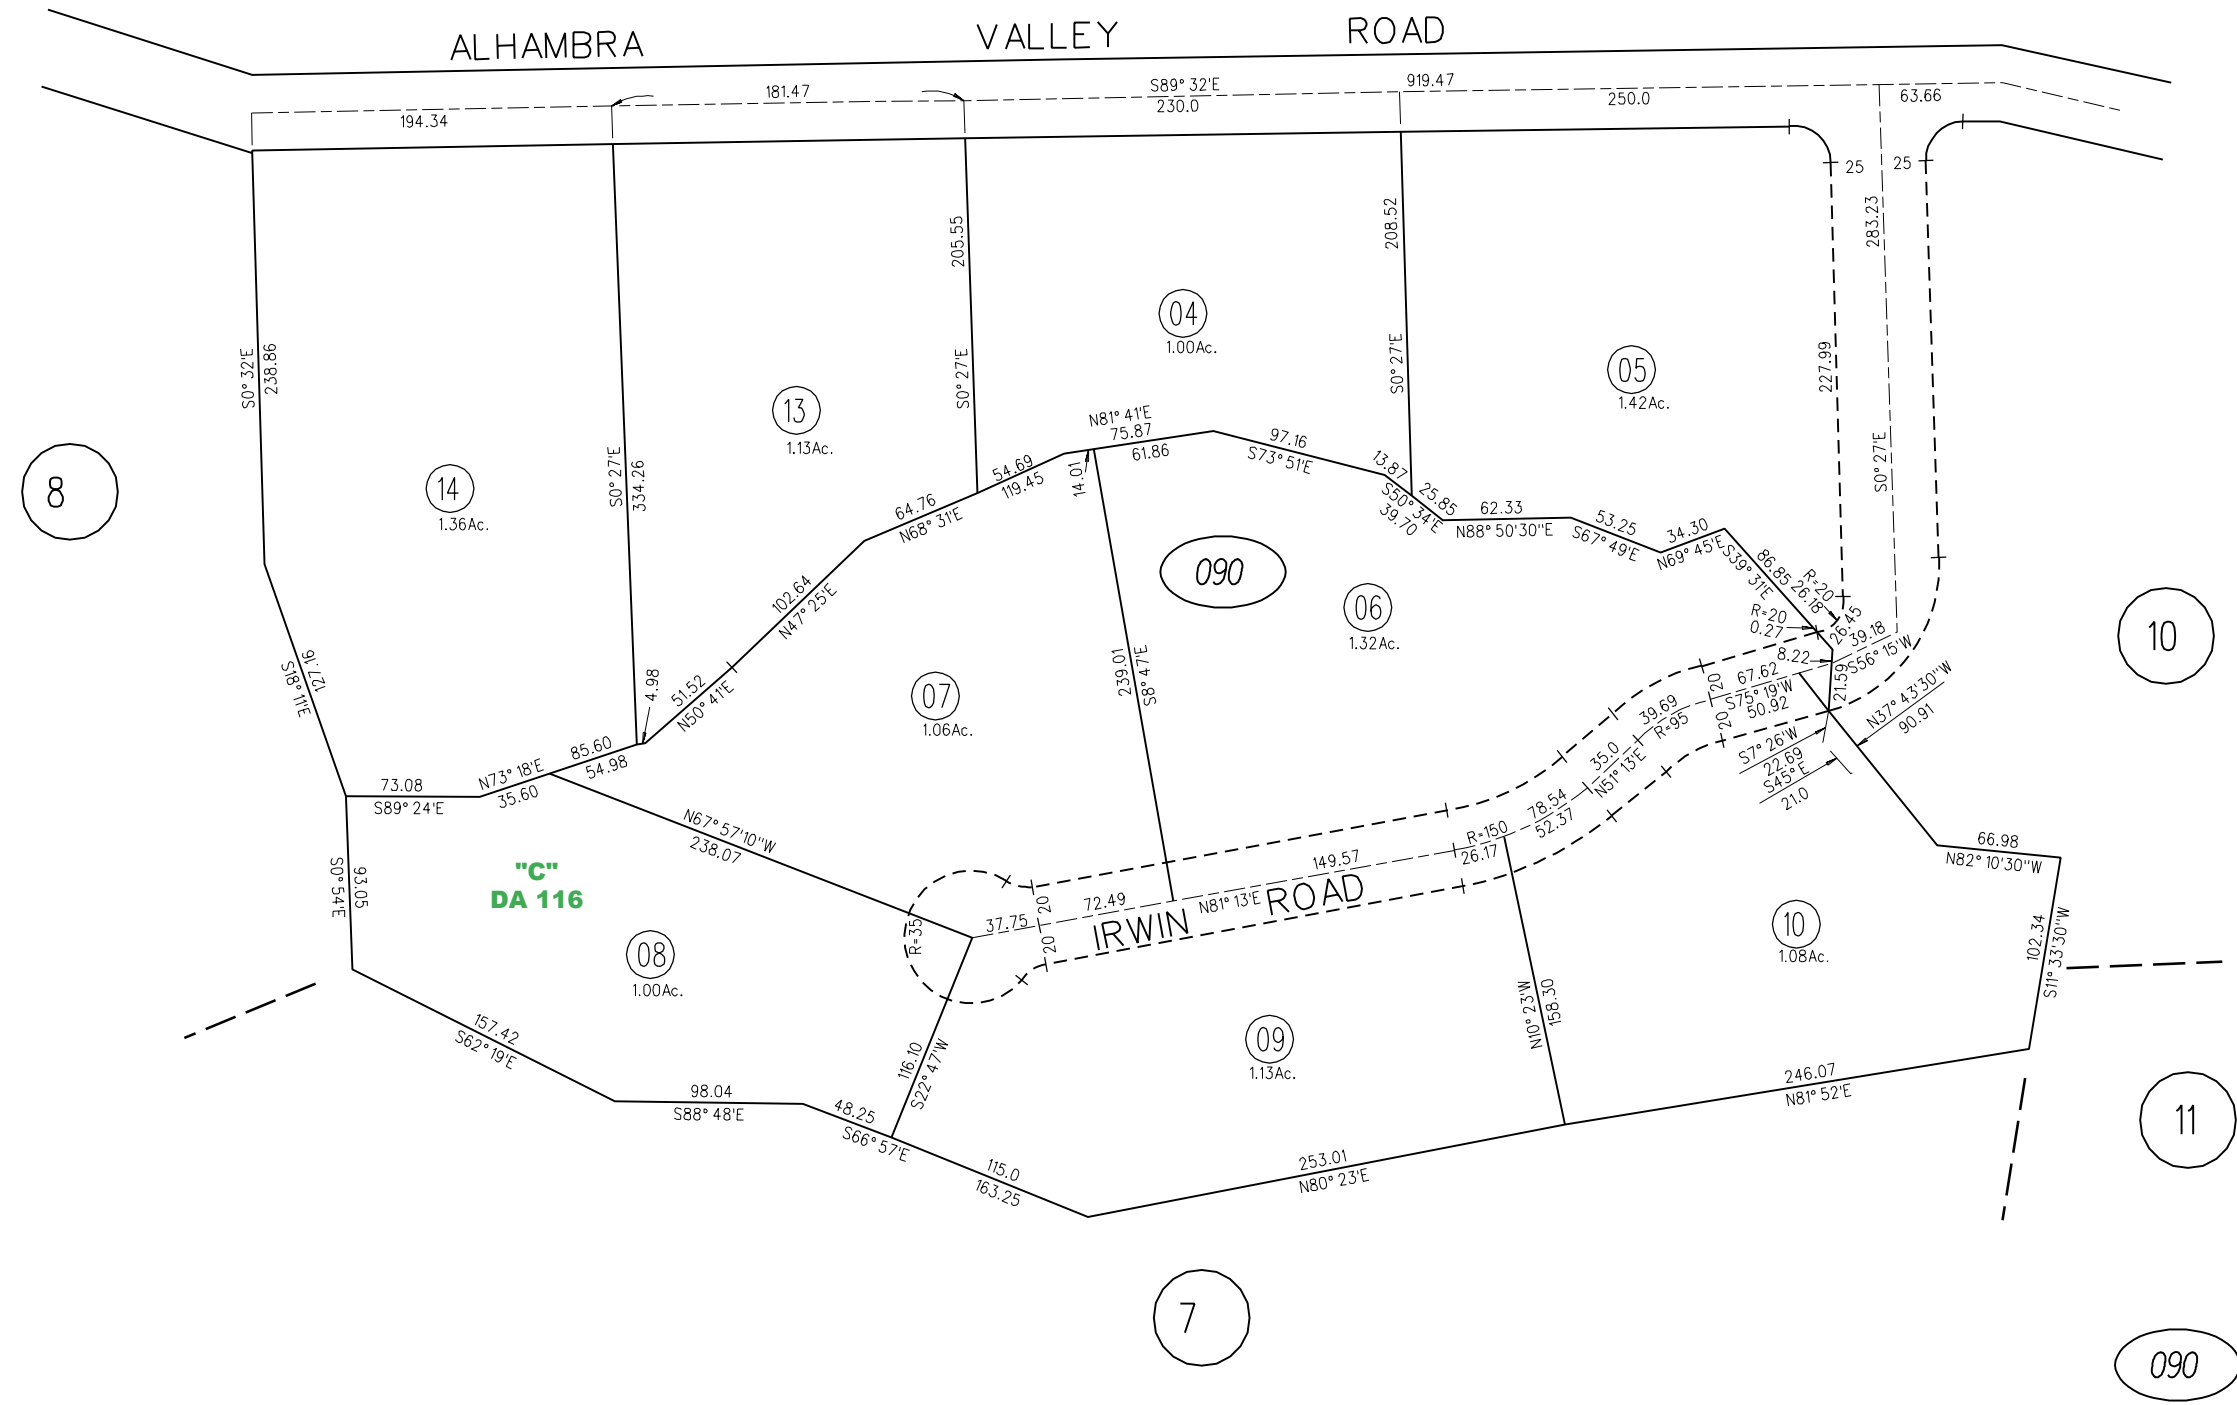 ALHAMBRA VALLEY ROAD
S89° 32'E
919.47
194.34
181.47
230.0
250.0
63.66
25
25
S0° 32'E
238.86
S0° 27'E
334.26
205.55
S0° 27'E
208.52
S0° 27'E
227.99
283.23
S0° 27'E
14
1.36Ac.
13
1.13Ac.
04
1.00Ac.
05
1.42Ac.
8
S18° 11'E
127.16
73.08
S89° 24'E
N73° 18'E
35.60
85.60
54.98
4.98
51.52
N50° 41'E
102.64
N47° 25'E
64.76
N68° 31'E
54.69
119.45
14.01
N81° 41'E
75.87
61.86
97.16
S73° 51'E
13.87
S50° 34'E
39.70
25.85
62.33
N88° 50'30"E
53.25
S67° 49'E
34.30
N69° 45'E
86.85
S39° 31'E
26.18
R=20
R=20
0.27
26.45
39.18
S56° 15'W
8.22
21.59
67.62
S75° 19'W
50.92
20
20
39.69
R=95
35.0
N51° 13'E
78.54
52.37
R=150
26.17
S7° 26'W
22.69
S45° E
21.0
N37° 43'30"W
90.91
090
06
1.32Ac.
07
1.06Ac.
239.01
S8° 47'E
10
N67° 57'10"W
238.07
S0° 54'E
93.05
"C"
DA 116
08
1.00Ac.
R=35
37.75
20
20
72.49
149.57
N81° 13'E
IRWIN ROAD
66.98
N82° 10'30"W
102.34
S11° 33'30"W
10
1.08Ac.
N10° 23'W
158.30
09
1.13Ac.
116.10
S22° 47'W
157.42
S62° 19'E
98.04
S88° 48'E
48.25
S66° 57'E
115.0
163.25
253.01
N80° 23'E
246.07
N81° 52'E
11
7
090